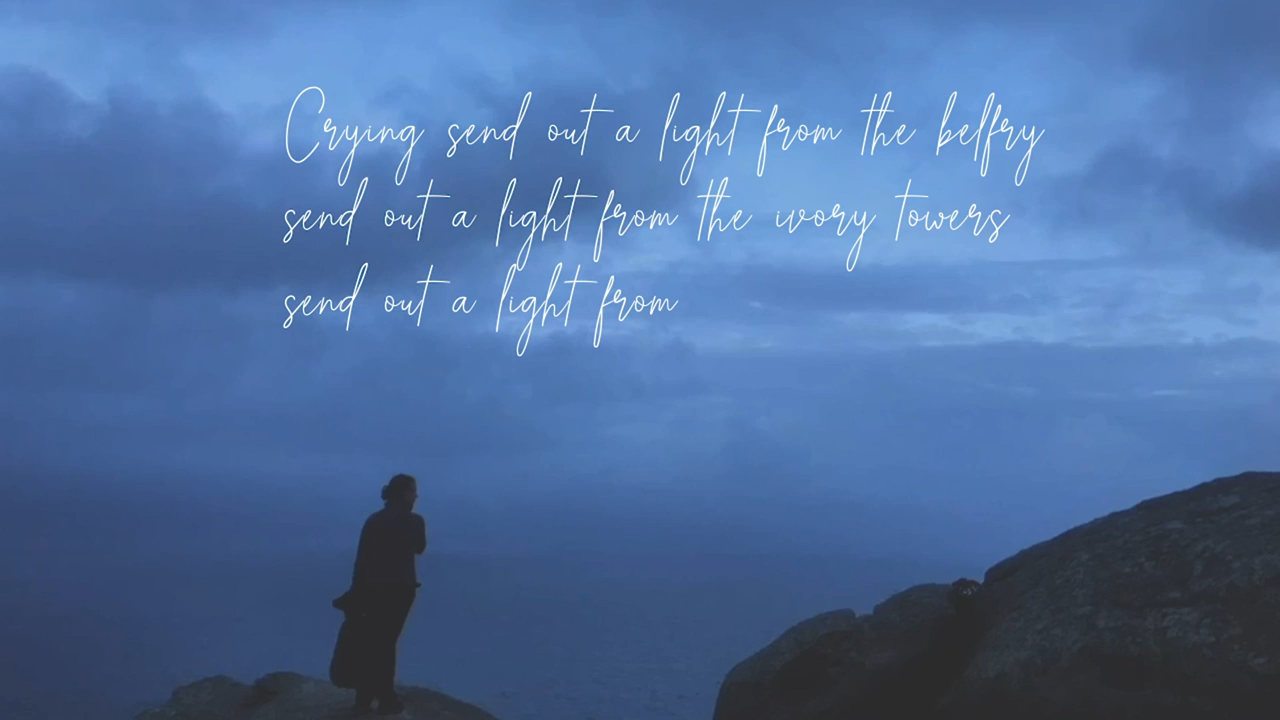 Crying send out a light from the belfry
send out a light from the ivory towers
send out a light from